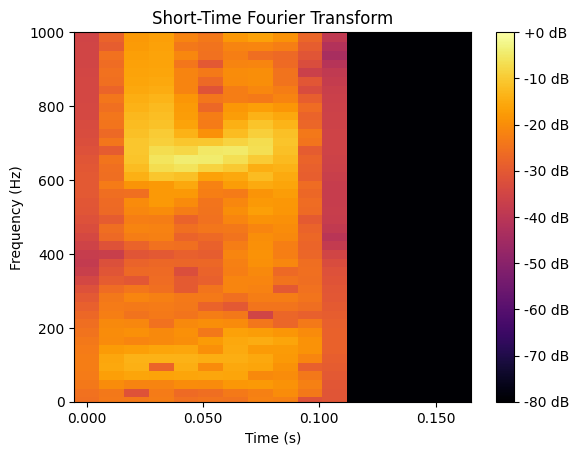 Short-Time Fourier Transform
1000
800
600
400
200
0
Frequency (Hz)
0.000
0.050
0.100
0.150
Time (s)
+0 dB
-10 dB
-20 dB
-30 dB
-40 dB
-50 dB
-60 dB
-70 dB
-80 dB